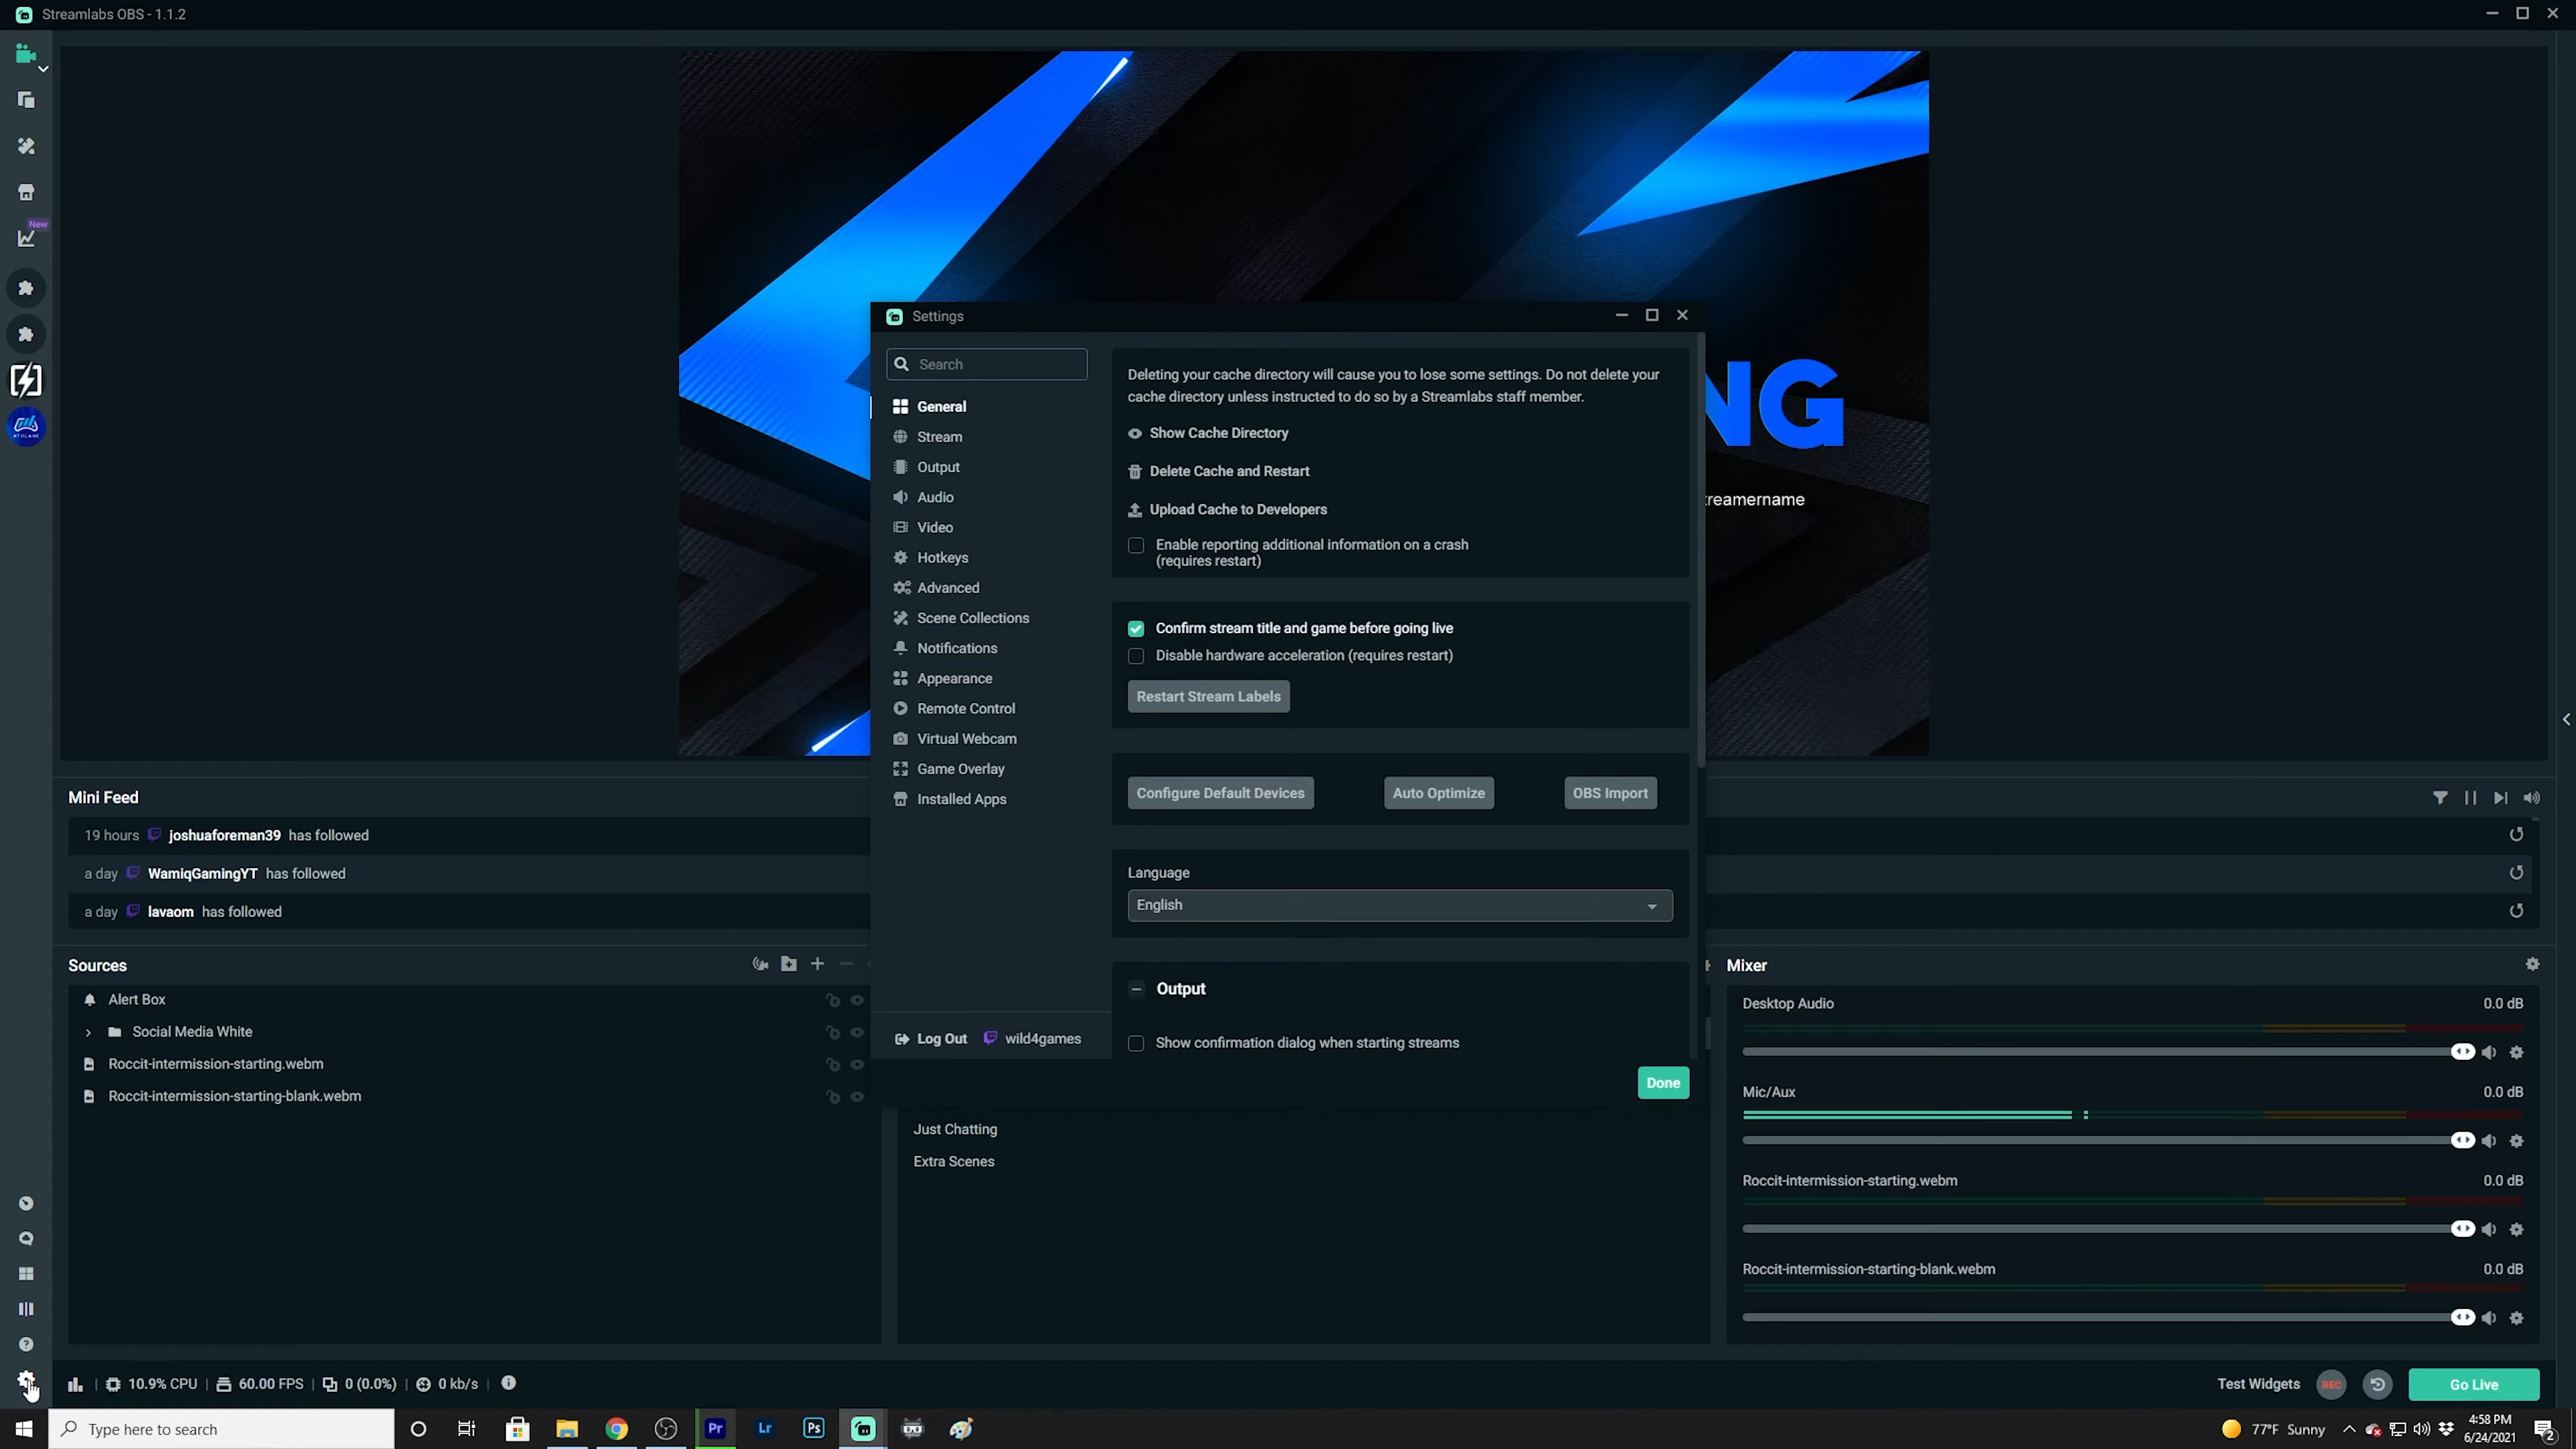 Streamlabs OBS - 1.1.2
New
NG
treamername
Settings
Search
General
Stream
Output
Audio
Video
Hotkeys
Advanced
Scene Collections
Notifications
Appearance
Remote Control
Virtual Webcam
Game Overlay
Installed Apps
Log Out wild4games
Deleting your cache directory will cause you to lose some settings. Do not delete your
cache directory unless instructed to do so by a Streamlabs staff member.
Show Cache Directory
Delete Cache and Restart
Upload Cache to Developers
Enable reporting additional information on a crash
(requires restart)
Confirm stream title and game before going live
Disable hardware acceleration (requires restart)
Restart Stream Labels
Configure Default Devices Auto Optimize OBS Import
Language
English
Output
Show confirmation dialog when starting streams
Done
Mini Feed
19 hours joshuaforeman39 has followed
a day WamiqGamingYT has followed
a day lavaom has followed
Sources
Alert Box
Social Media White
Roccit-intermission-starting.webm
Roccit-intermission-starting-blank.webm
Just Chatting
Extra Scenes
Mixer
Desktop Audio 0.0 dB
Mic/Aux 0.0 dB
Roccit-intermission-starting.webm 0.0 dB
Roccit-intermission-starting-blank.webm 0.0 dB
10.9% CPU 60.00 FPS 0 (0.0%) 0 kb/s
Test Widgets REC Go Live
Type here to search
Pr Lr Ps
77°F Sunny
4:58 PM
6/24/2021
2